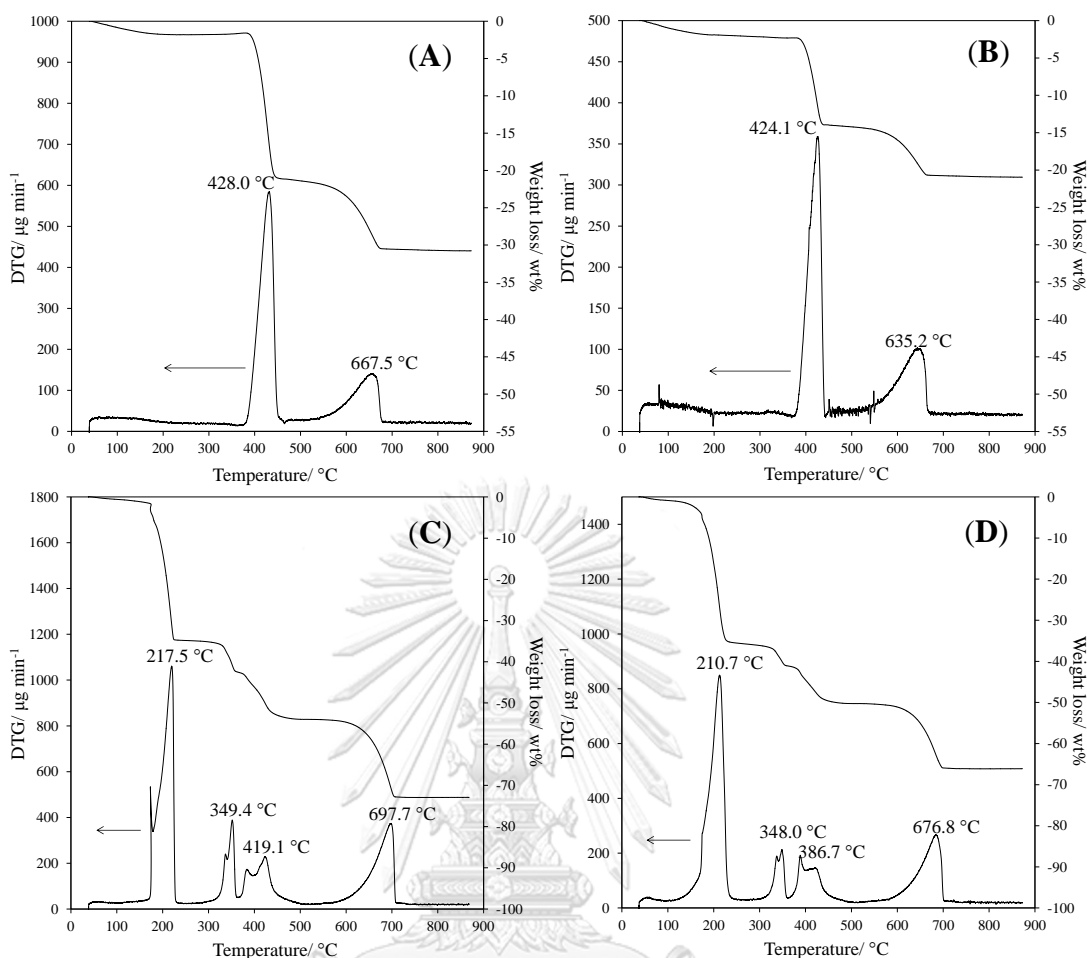 (A)
DTG/ µg min⁻¹
1000
900
800
700
600
500
400
300
200
100
0
428.0 °C
667.5 °C
0
-5
-10
-15
-20
-25
-30
-35
-40
-45
-50
-55
Weight loss/ wt%
0 100 200 300 400 500 600 700 800 900
Temperature/ °C
(B)
DTG/ µg min⁻¹
500
450
400
350
300
250
200
150
100
50
0
424.1 °C
635.2 °C
0
-5
-10
-15
-20
-25
-30
-35
-40
-45
-50
-55
Weight loss/ wt%
0 100 200 300 400 500 600 700 800 900
Temperature/ °C
(C)
DTG/ µg min⁻¹
1800
1600
1400
1200
1000
800
600
400
200
0
217.5 °C
349.4 °C
419.1 °C
697.7 °C
0
-10
-20
-30
-40
-50
-60
-70
-80
-90
-100
Weight loss/ wt%
0 100 200 300 400 500 600 700 800 900
Temperature/ °C
(D)
DTG/ µg min⁻¹
1400
1200
1000
800
600
400
200
0
210.7 °C
348.0 °C
386.7 °C
676.8 °C
0
-10
-20
-30
-40
-50
-60
-70
-80
-90
-100
Weight loss/ wt%
0 100 200 300 400 500 600 700 800 900
Temperature/ °C